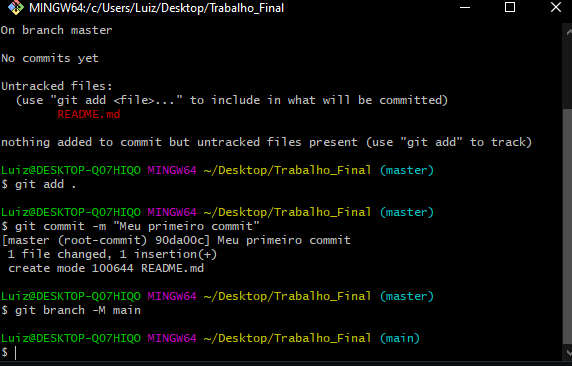 MINGW64:/c/Users/Luiz/Desktop/Trabalho_Final
On branch master
No commits yet
Untracked files:
(use "git add <file>..." to include in what will be committed)
README.md
nothing added to commit but untracked files present (use "git add" to track)
Luiz@DESKTOP-Q07HIQO MINGW64 ~/Desktop/Trabalho_Final (master)
$ git add .
Luiz@DESKTOP-Q07HIQO MINGW64 ~/Desktop/Trabalho_Final (master)
$ git commit -m "Meu primeiro commit"
[master (root-commit) 90da00c] Meu primeiro commit
1 file changed, 1 insertion(+)
create mode 100644 README.md
Luiz@DESKTOP-Q07HIQO MINGW64 ~/Desktop/Trabalho_Final (master)
$ git branch -M main
Luiz@DESKTOP-Q07HIQO MINGW64 ~/Desktop/Trabalho_Final (main)
$